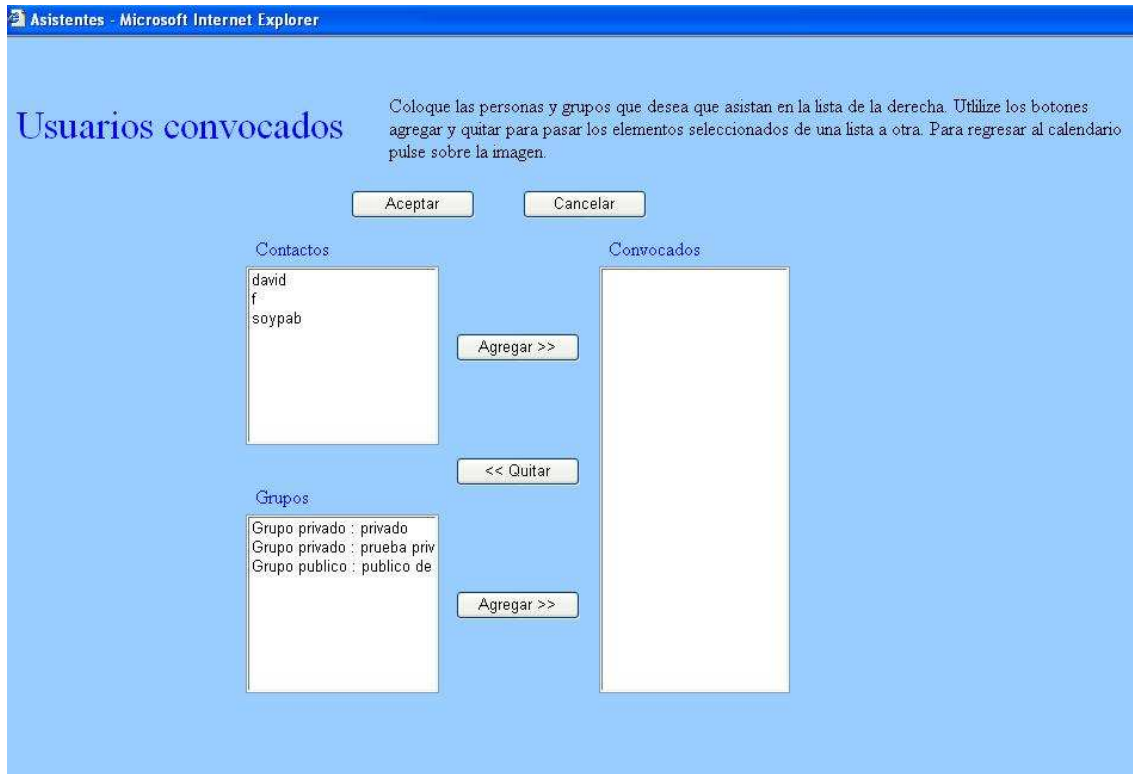 Asistentes - Microsoft Internet Explorer
Usuarios convocados
Coloque las personas y grupos que desea que asistan en la lista de la derecha. Utlilize los botones
agregar y quitar para pasar los elementos seleccionados de una lista a otra. Para regresar al calendario
pulse sobre la imagen.
Aceptar
Cancelar
Contactos
Convocados
david
f
soypab
Agregar >>
<< Quitar
Grupos
Grupo privado : privado
Grupo privado : prueba priv
Grupo publico : publico de
Agregar >>